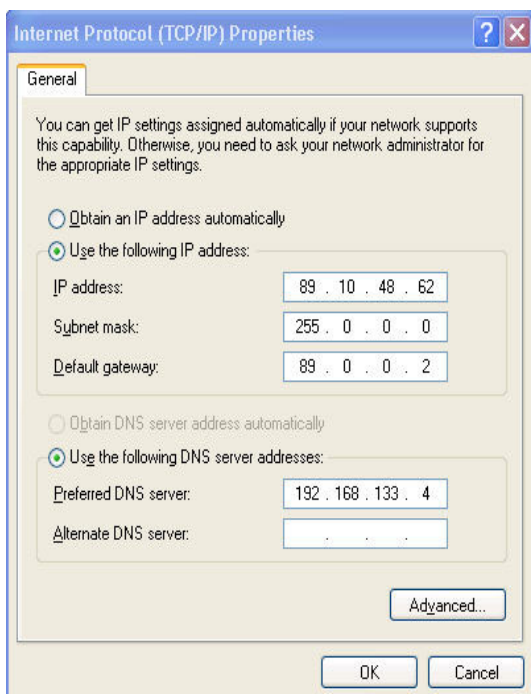 Internet Protocol (TCP/IP) Properties
General
You can get IP settings assigned automatically if your network supports
this capability. Otherwise, you need to ask your network administrator for
the appropriate IP settings.
Obtain an IP address automatically
Use the following IP address:
IP address: 89 . 10 . 48 . 62
Subnet mask: 255 . 0 . 0 . 0
Default gateway: 89 . 0 . 0 . 2
Obtain DNS server address automatically
Use the following DNS server addresses:
Preferred DNS server: 192 . 168 . 133 . 4
Alternate DNS server: . . .
Advanced...
OK Cancel